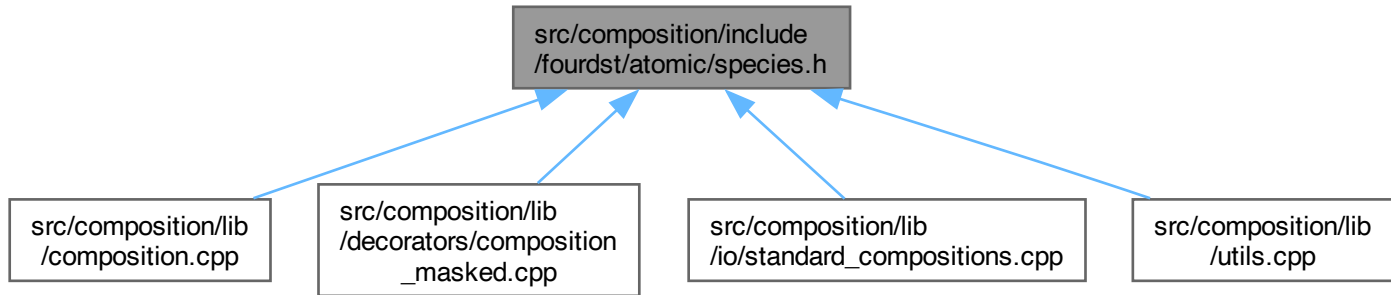 src/composition/include
/fourdst/atomic/species.h
src/composition/lib
/composition.cpp
src/composition/lib
/decorators/composition
_masked.cpp
src/composition/lib
/io/standard_compositions.cpp
src/composition/lib
/utils.cpp